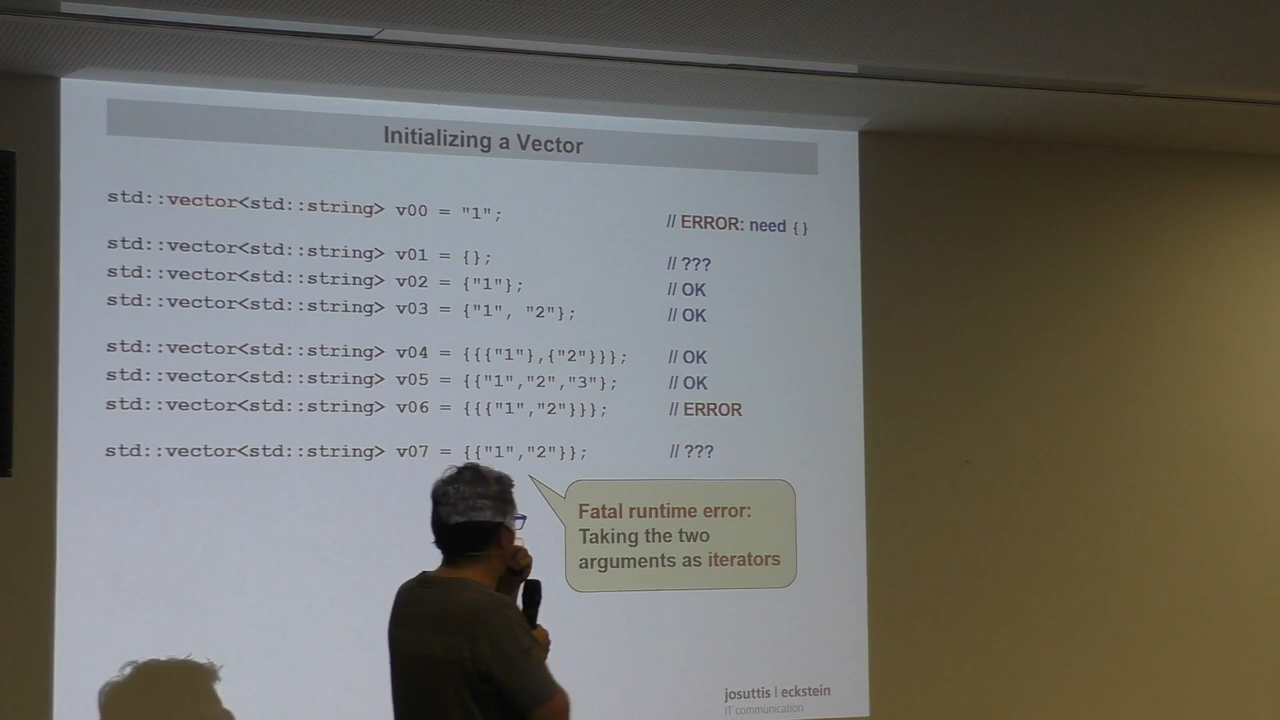 Initializing a Vector
std::vector<std::string> v00 = "1"; // ERROR: need {}
std::vector<std::string> v01 = {}; // ???
std::vector<std::string> v02 = {"1"}; // OK
std::vector<std::string> v03 = {"1", "2"}; // OK
std::vector<std::string> v04 = {{{"1"},{"2"}}}; // OK
std::vector<std::string> v05 = {{"1","2","3"}; // OK
std::vector<std::string> v06 = {{{"1","2"}}}; // ERROR
std::vector<std::string> v07 = {{"1","2"}}; // ???
Fatal runtime error:
Taking the two
arguments as iterators
josuttis | eckstein
IT communication